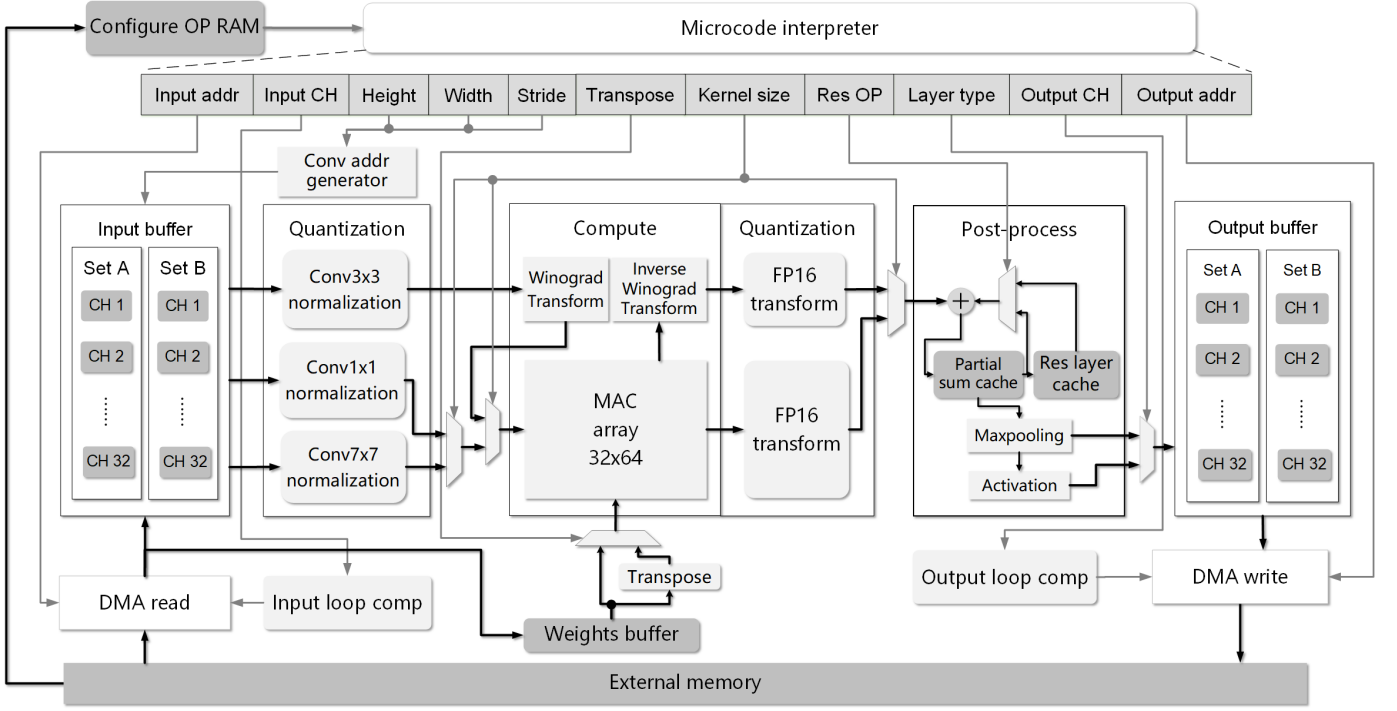 Configure OP RAM
Microcode interpreter
Input addr
Input CH
Height
Width
Stride
Transpose
Kernel size
Res OP
Layer type
Output CH
Output addr
Conv addr
generator
Input buffer
Set A
Set B
CH 1
CH 1
CH 2
CH 2
CH 32
CH 32
Quantization
Conv3x3
normalization
Conv1x1
normalization
Conv7x7
normalization
Compute
Winograd
Transform
Inverse
Winograd
Transform
MAC
array
32x64
Quantization
FP16
transform
FP16
transform
Post-process
Partial
sum cache
Res layer
cache
Maxpooling
Activation
Output buffer
Set A
Set B
CH 1
CH 1
CH 2
CH 2
CH 32
CH 32
DMA read
Input loop comp
Transpose
Weights buffer
Output loop comp
DMA write
External memory